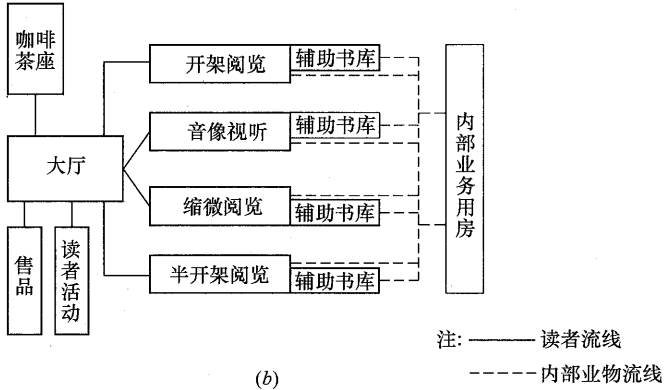 咖啡
茶座
开架阅览
辅助书库
音像视听
辅助书库
大厅
缩微阅览
辅助书库
半开架阅览
辅助书库
内部业务用房
售品
读者活动
注: 读者流线
内部业物流线
(b)